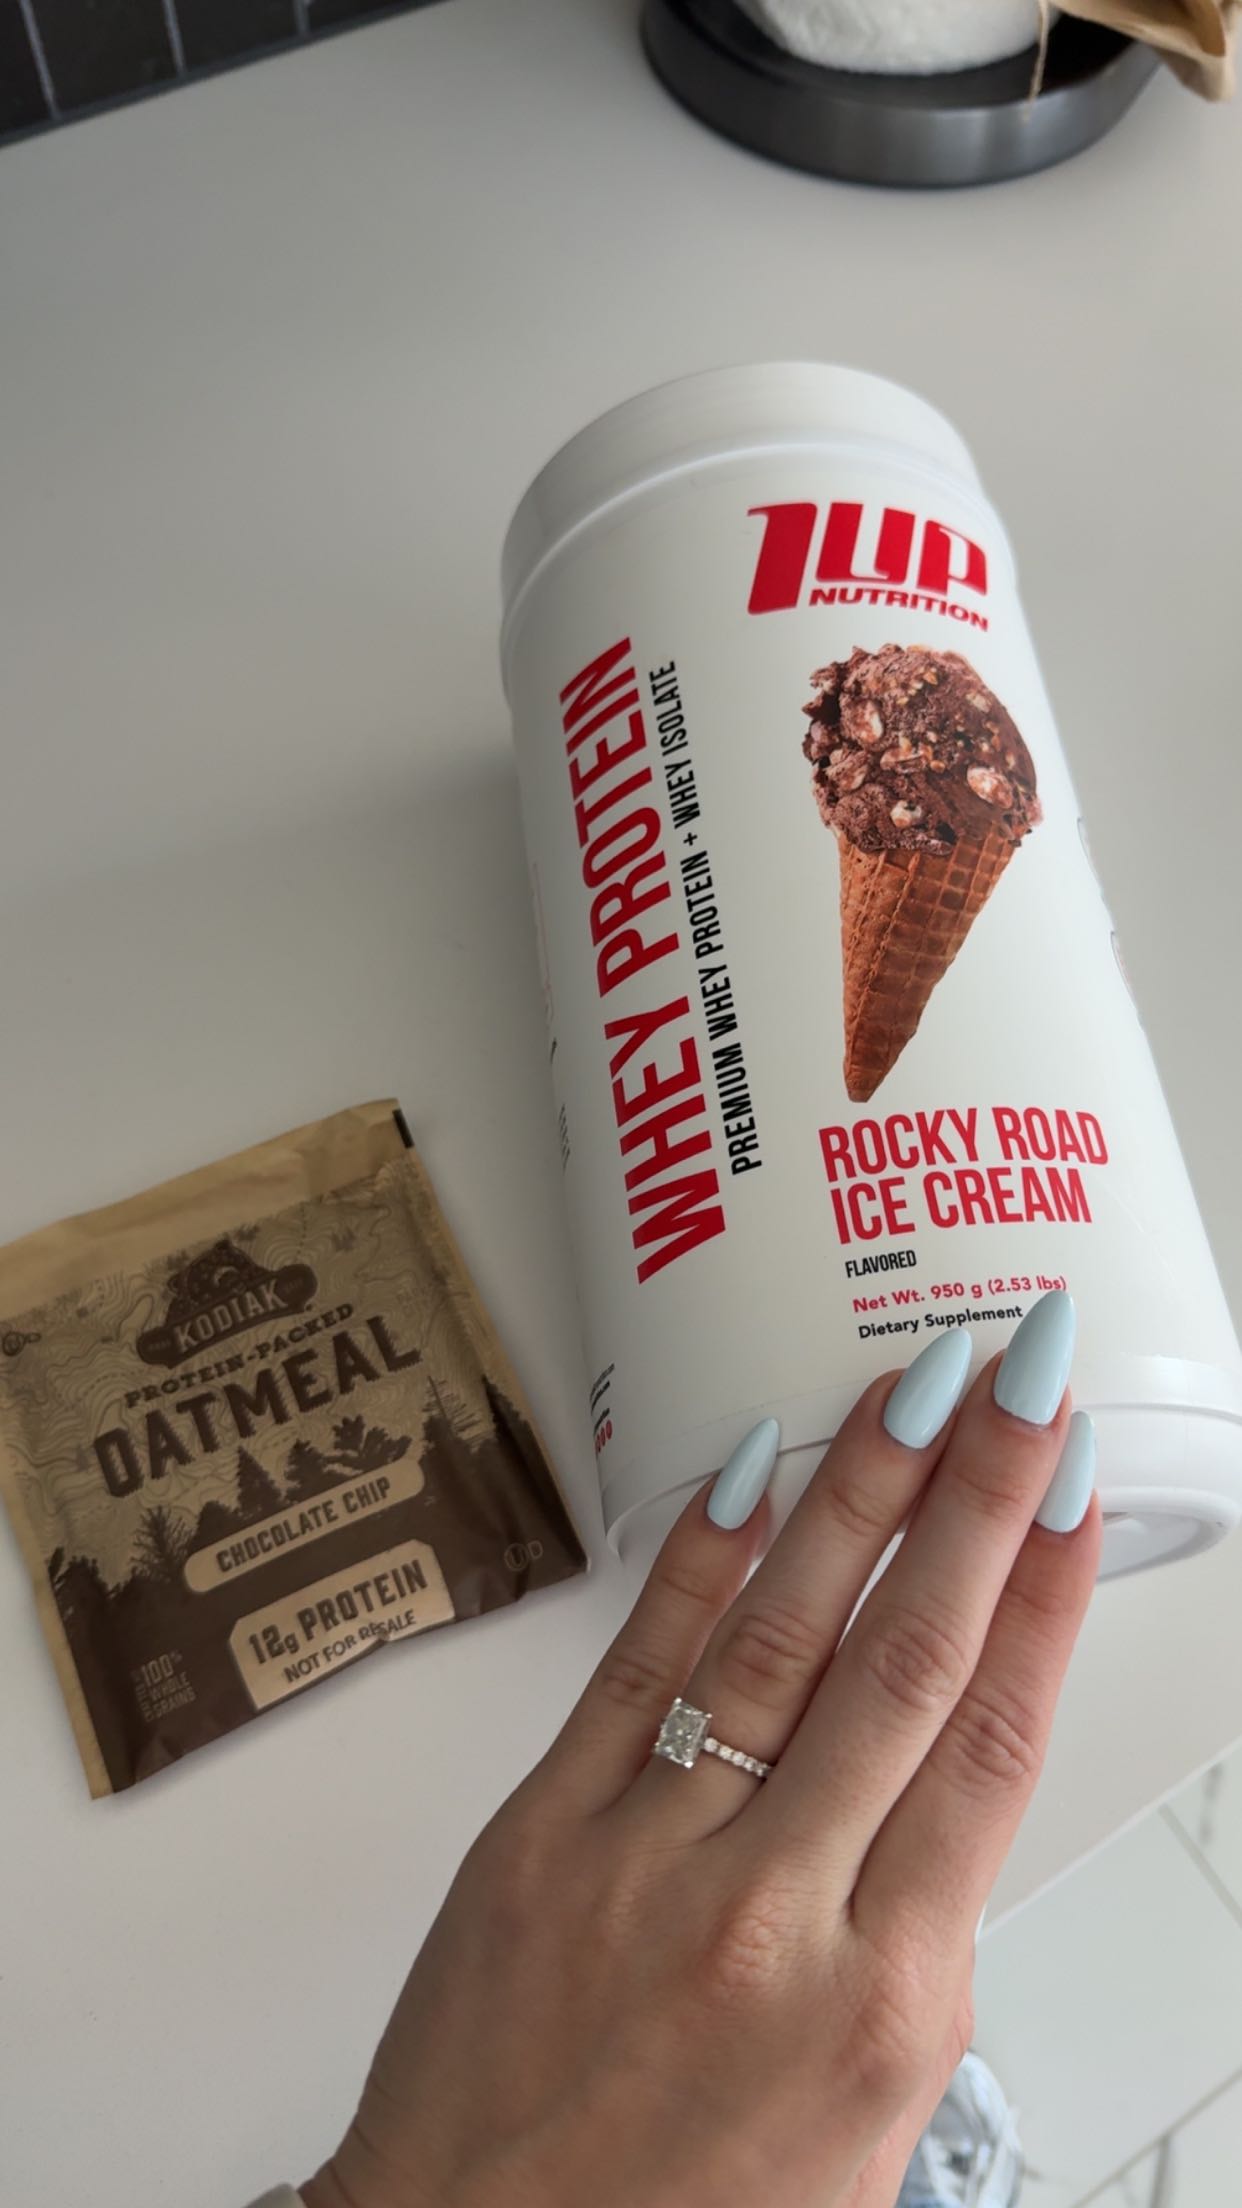 1UP
NUTRITION
WHEY PROTEIN
PREMIUM WHEY PROTEIN + WHEY ISOLATE
ROCKY ROAD
ICE CREAM
FLAVORED
Net Wt. 950 g (2.53 lbs)
Dietary Supplement
KODIAK
PROTEIN-PACKED
OATMEAL
CHOCOLATE CHIP
12g PROTEIN
NOT FOR RESALE
100%
WHOLE
GRAINS